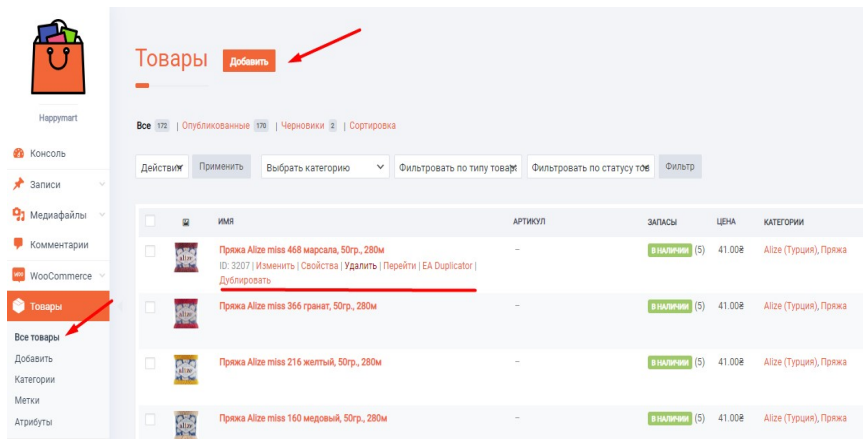 Happymart
Консоль
Записи
Медиафайлы
Комментарии
WooCommerce
Товары
Все товары
Добавить
Категории
Метки
Атрибуты
Товары Добавить
Все 172 | Опубликованные 170 | Черновики 2 | Сортировка
Действия Применить Выбрать категорию Фильтровать по типу товара Фильтровать по статусу тов Фильтр
ИМЯ АРТИКУЛ ЗАПАСЫ ЦЕНА КАТЕГОРИИ
Пряжа Alize miss 468 марсала, 50гр., 280м – В НАЛИЧИИ (5) 41.00₴ Alize (Турция), Пряжа
ID: 3207 | Изменить | Свойства | Удалить | Перейти | EA Duplicator |
Дублировать
Пряжа Alize miss 366 гранат, 50гр., 280м – В НАЛИЧИИ (5) 41.00₴ Alize (Турция), Пряжа
Пряжа Alize miss 216 желтый, 50гр., 280м – В НАЛИЧИИ (5) 41.00₴ Alize (Турция), Пряжа
Пряжа Alize miss 160 медовый, 50гр., 280м – В НАЛИЧИИ (5) 41.00₴ Alize (Турция), Пряжа